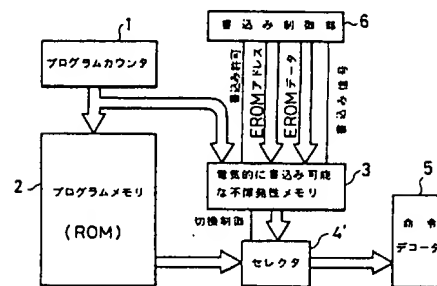 1
プログラムカウンタ
書込み制御部
6
書込み許可
EROMアドレス
EROMデータ
書込み信号
2
プログラムメモリ
(ROM)
電気的に書込み可能
な不揮発性メモリ
3
切換制御
セレクタ
4'
5
命令
デコーダ